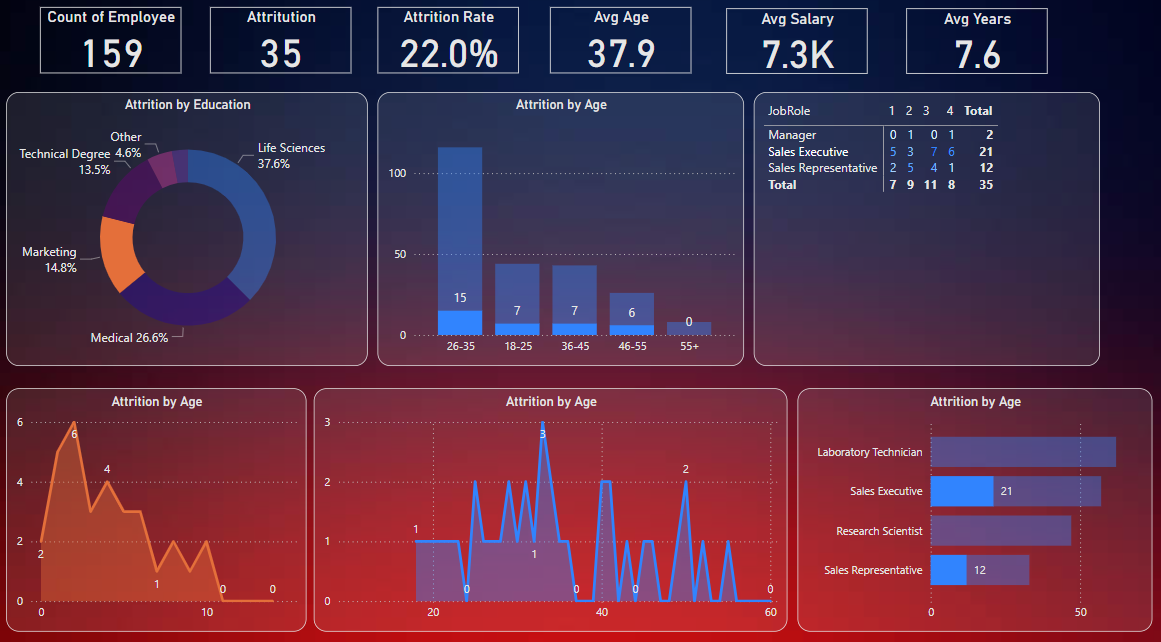 Count of Employee
159
Attritution
35
Attrition Rate
22.0%
Avg Age
37.9
Avg Salary
7.3K
Avg Years
7.6
Attrition by Education
Other
4.6%
Technical Degree
13.5%
Life Sciences
37.6%
Marketing
14.8%
Medical 26.6%
Attrition by Age
100
50
0
15
7
7
6
0
26-35 18-25 36-45 46-55 55+
JobRole 1 2 3 4 Total
Manager 0 1 0 1 2
Sales Executive 5 3 7 6 21
Sales Representative 2 5 4 1 12
Total 7 9 11 8 35
Attrition by Age
6
4
2
0
2
6
4
1
0
0
0 10
Attrition by Age
3
2
1
0
1
0
3
1
0
0
2
0
20 40 60
Attrition by Age
Laboratory Technician
Sales Executive 21
Research Scientist
Sales Representative 12
0 50